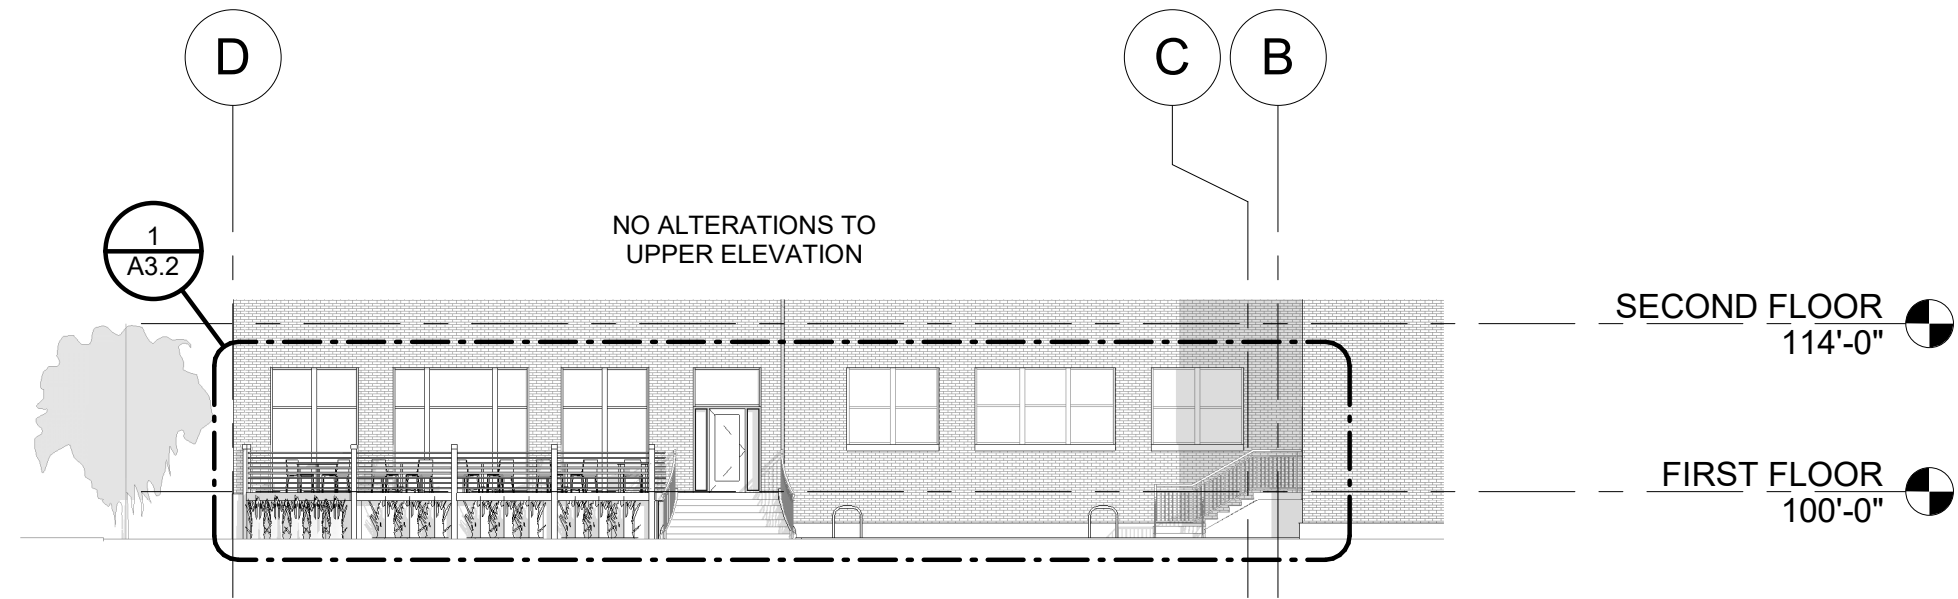 D
C
B
1
A3.2
NO ALTERATIONS TO
UPPER ELEVATION
SECOND FLOOR
114'-0"
FIRST FLOOR
100'-0"